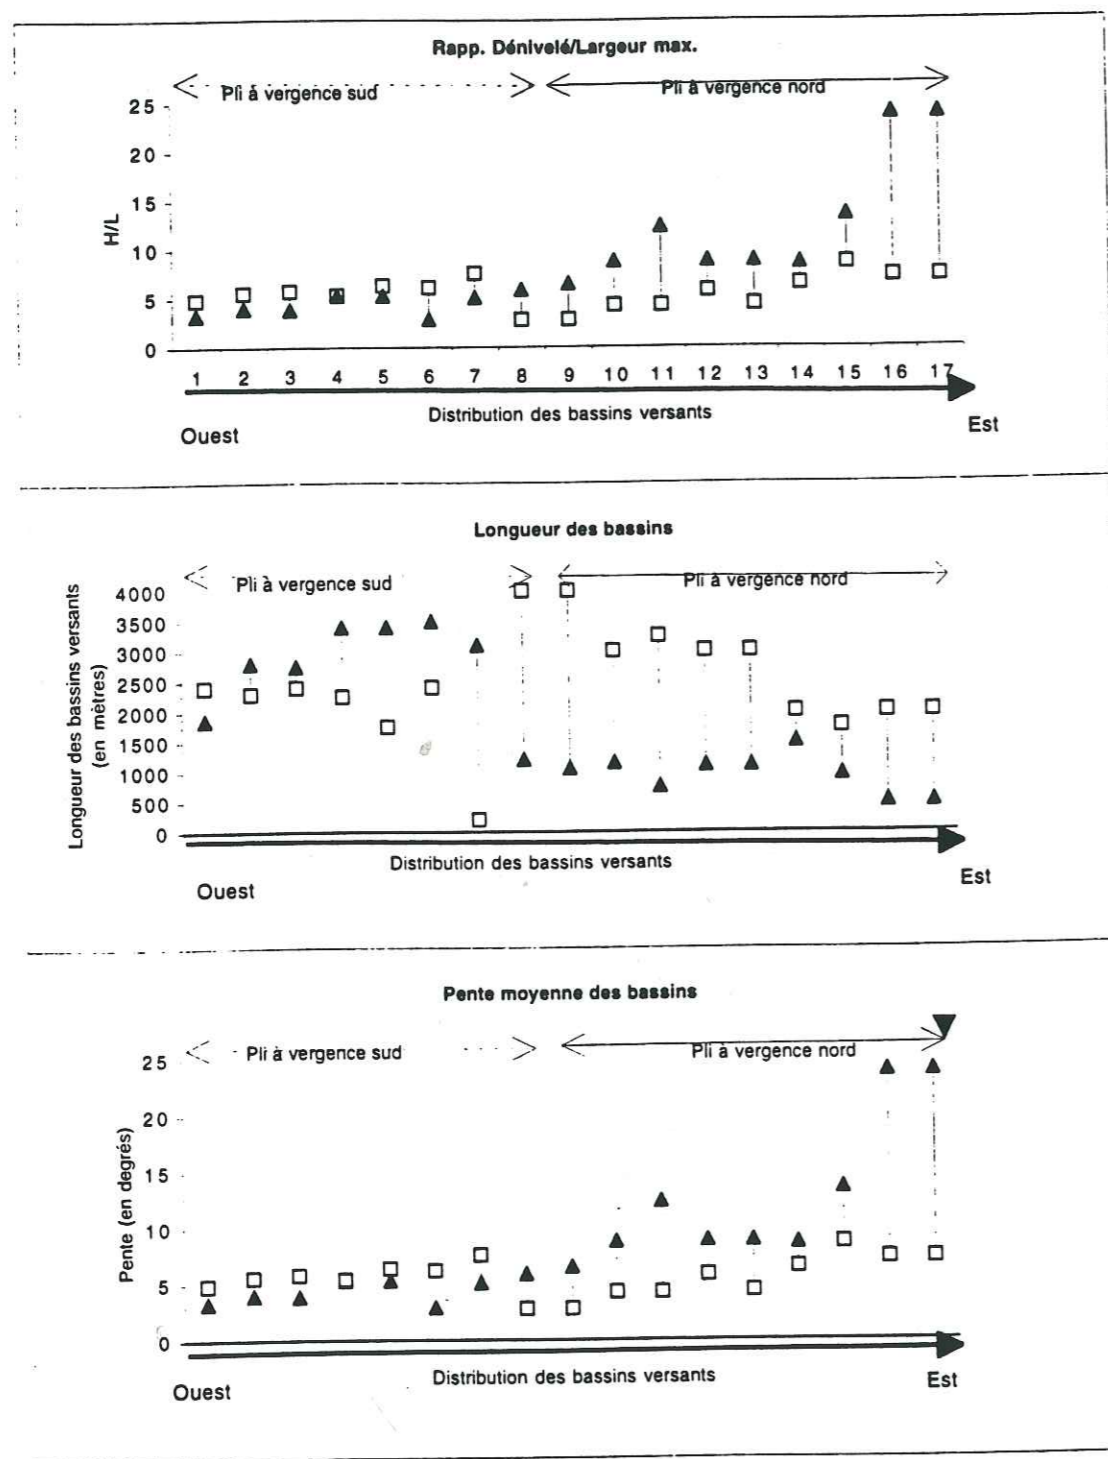 Rapp. Dénivelé/Largeur max.
Pli à vergence sud
Pli à vergence nord
25
20
15
10
5
0
H/L
1 2 3 4 5 6 7 8 9 10 11 12 13 14 15 16 17
Distribution des bassins versants
Ouest
Est
Longueur des bassins
Pli à vergence sud
Pli à vergence nord
4000
3500
3000
2500
2000
1500
1000
500
0
Longueur des bassins versants
(en mètres)
Distribution des bassins versants
Ouest
Est
Pente moyenne des bassins
Pli à vergence sud
Pli à vergence nord
25
20
15
10
5
0
Pente (en degrés)
Distribution des bassins versants
Ouest
Est